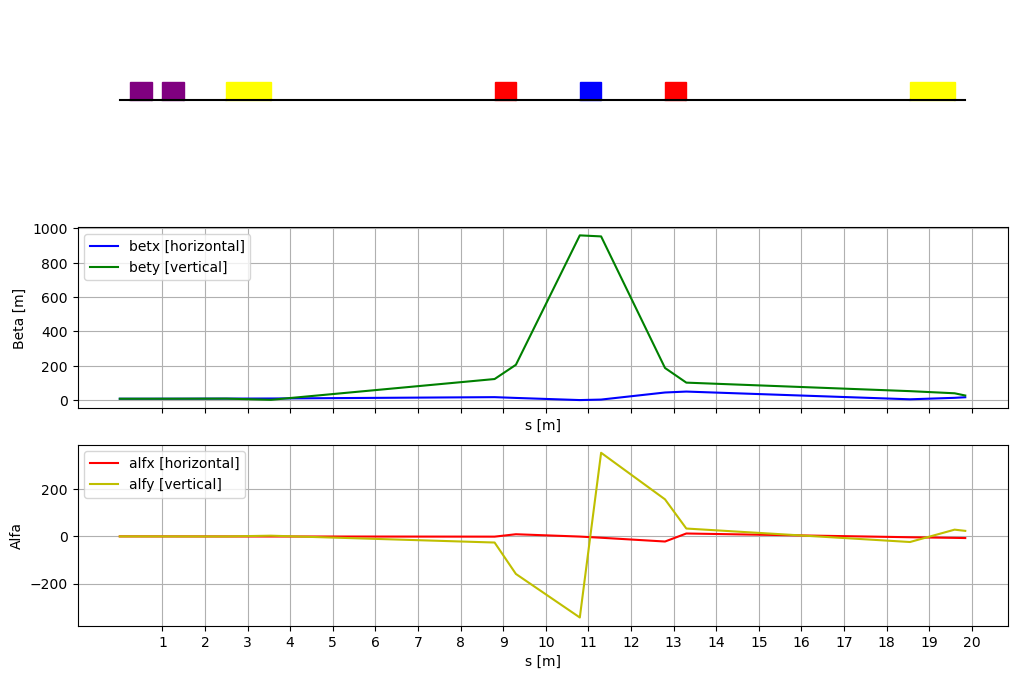 1000
800
600
400
200
0
Beta [m]
betx [horizontal]
bety [vertical]
s [m]
200
0
−200
Alfa
alfx [horizontal]
alfy [vertical]
1 2 3 4 5 6 7 8 9 10 11 12 13 14 15 16 17 18 19 20
s [m]